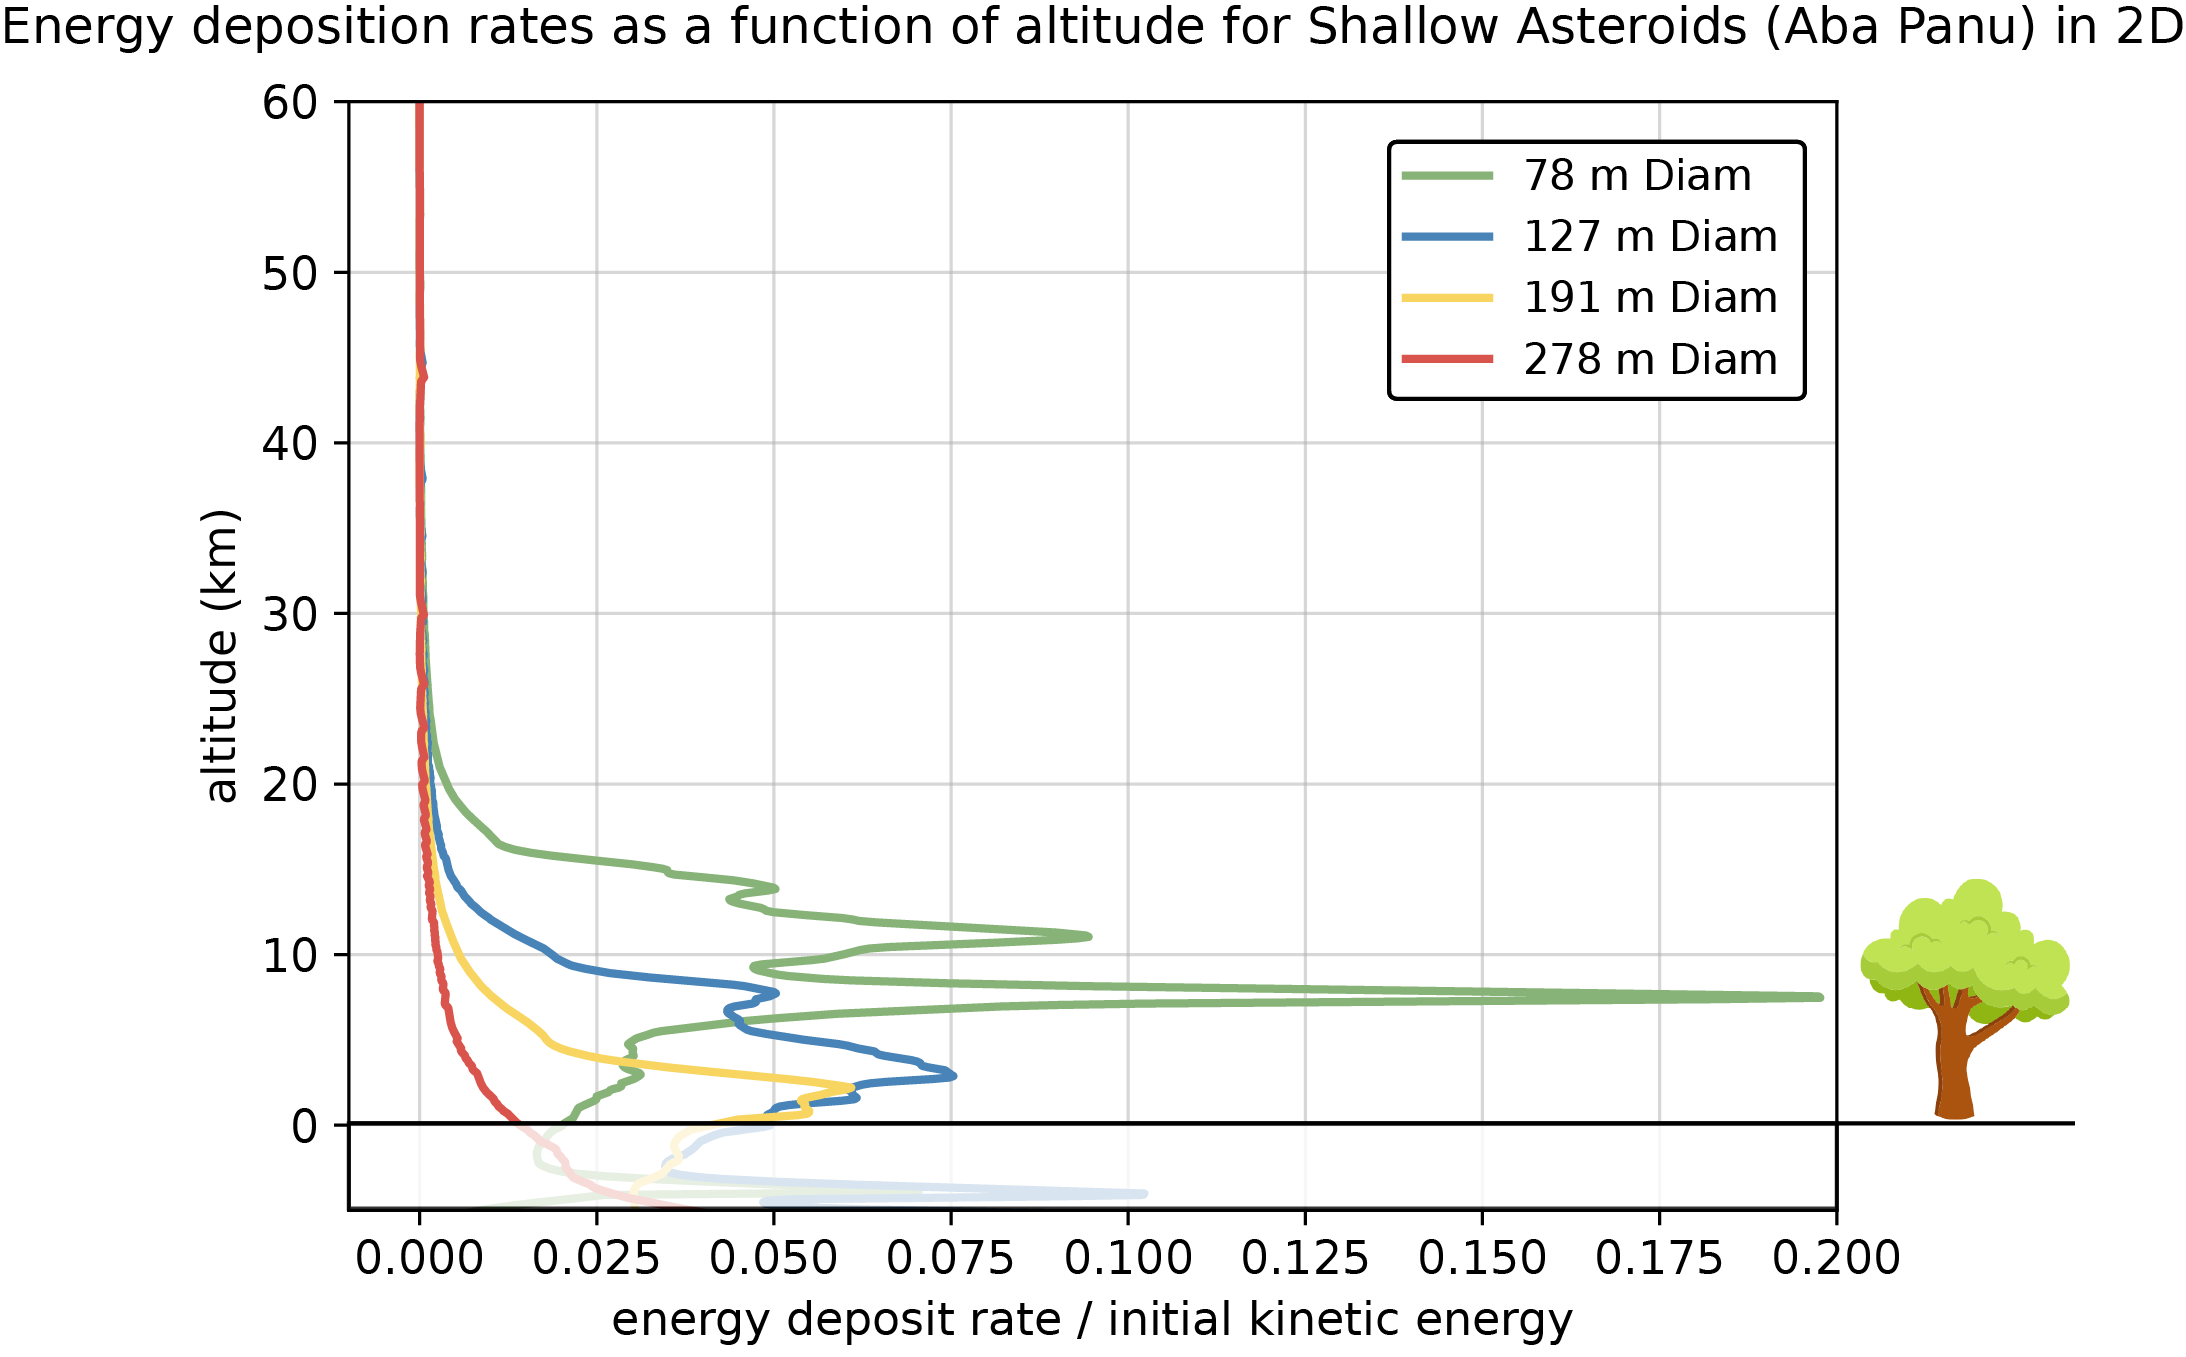 Energy deposition rates as a function of altitude for Shallow Asteroids (Aba Panu) in 2D
60
50
40
30
20
10
0
altitude (km)
78 m Diam
127 m Diam
191 m Diam
278 m Diam
0.000 0.025 0.050 0.075 0.100 0.125 0.150 0.175 0.200
energy deposit rate / initial kinetic energy